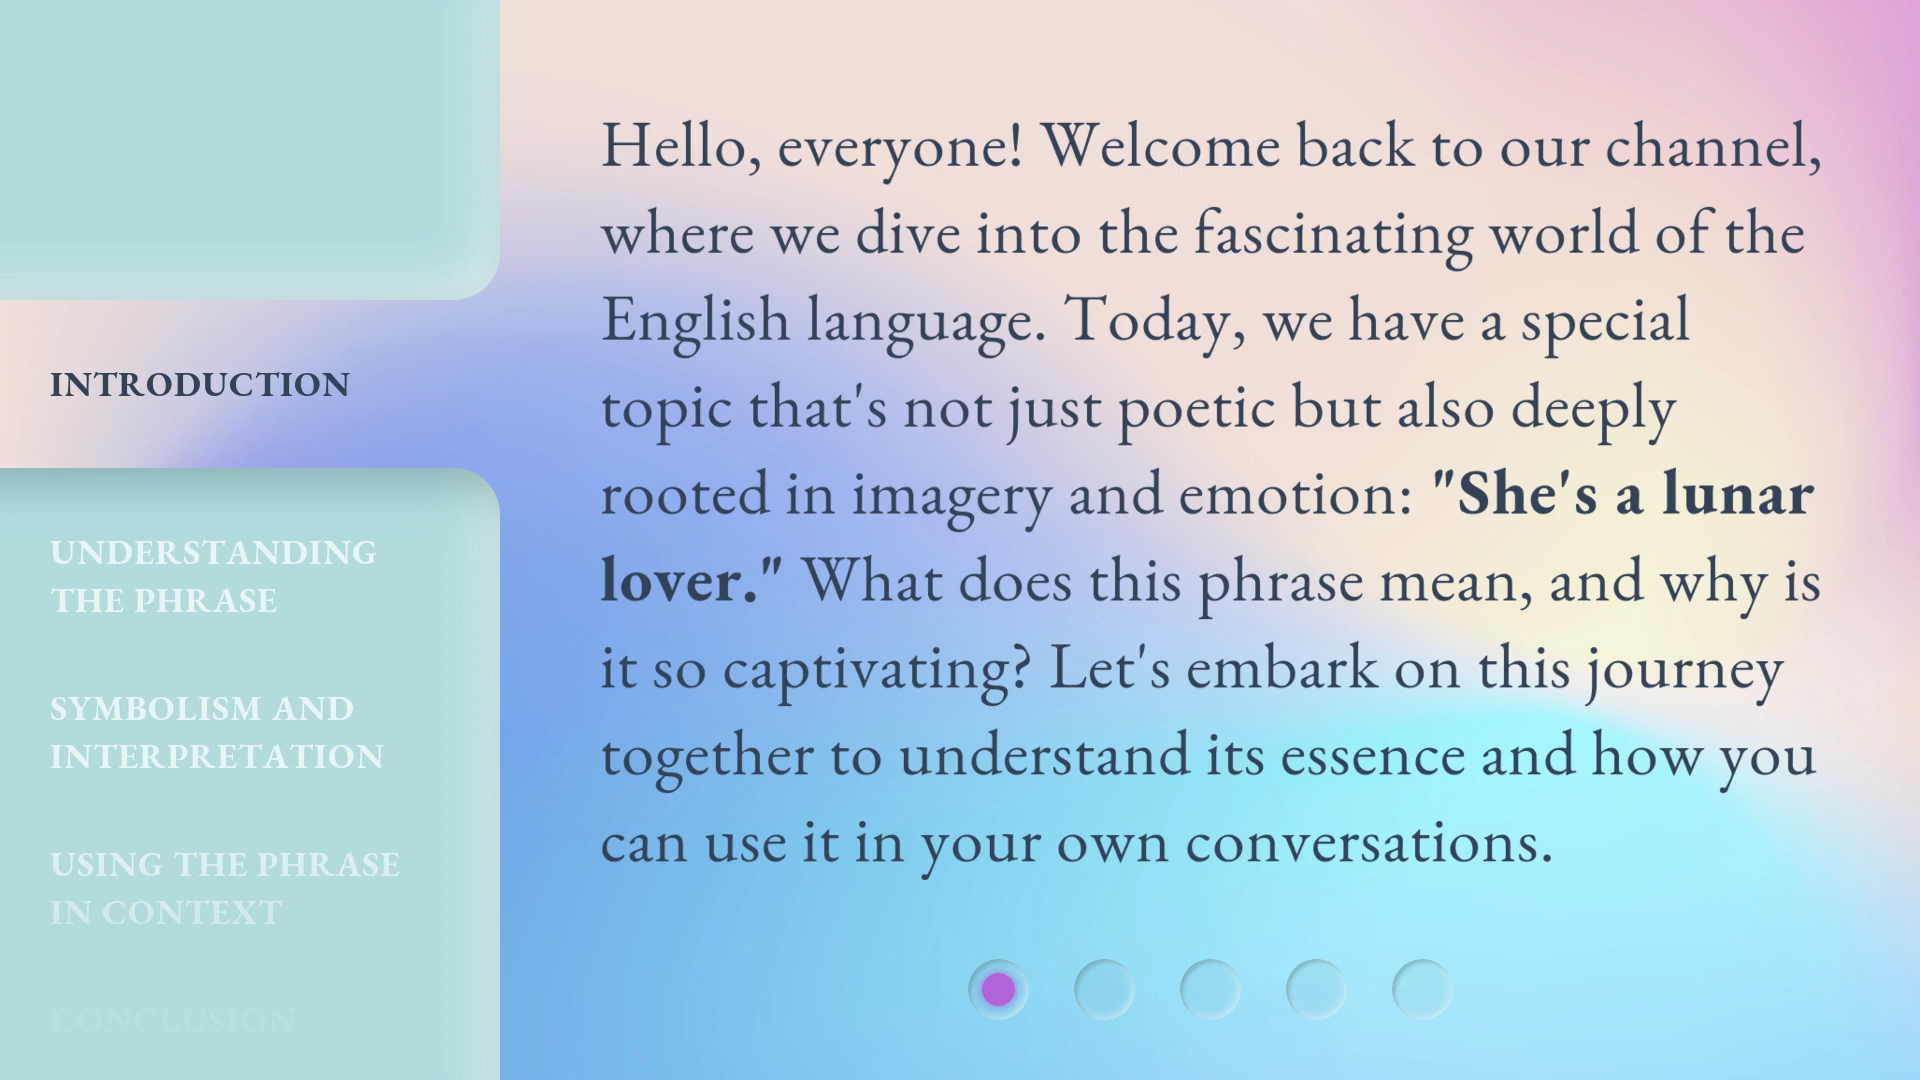 INTRODUCTION
UNDERSTANDING
THE PHRASE
SYMBOLISM AND
INTERPRETATION
USING THE PHRASE
IN CONTEXT
CONCLUSION
Hello, everyone! Welcome back to our channel,
where we dive into the fascinating world of the
English language. Today, we have a special
topic that's not just poetic but also deeply
rooted in imagery and emotion: "She's a lunar
lover." What does this phrase mean, and why is
it so captivating? Let's embark on this journey
together to understand its essence and how you
can use it in your own conversations.